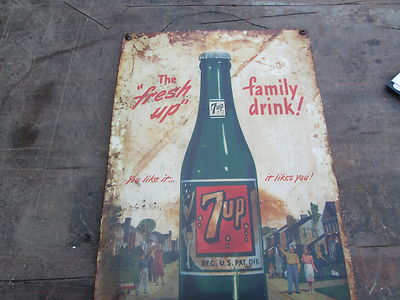 The
"fresh
up"
family
drink!
7up
You like it...
it likes you!
7up
REG. U.S. PAT. OFF.